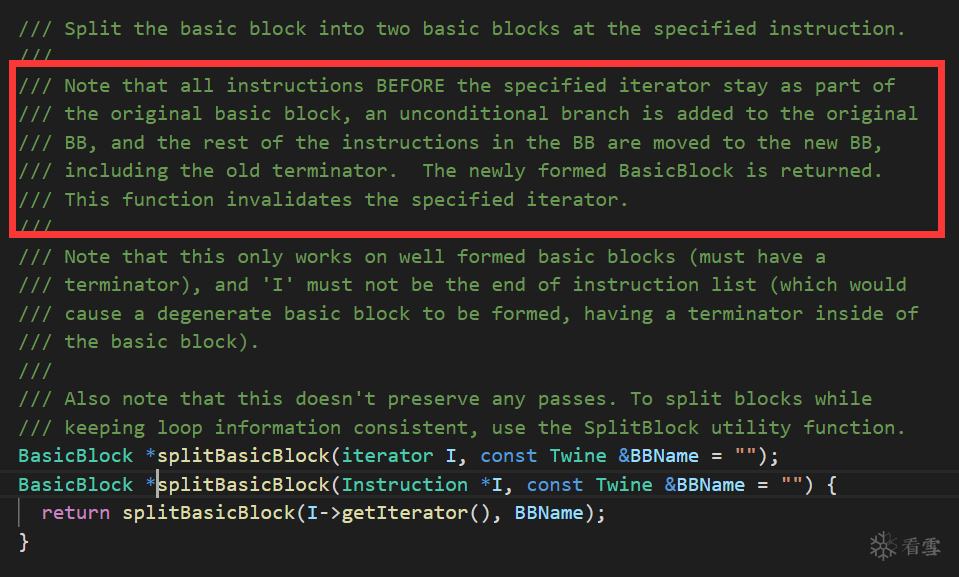 /// Split the basic block into two basic blocks at the specified instruction.
///
/// Note that all instructions BEFORE the specified iterator stay as part of
/// the original basic block, an unconditional branch is added to the original
/// BB, and the rest of the instructions in the BB are moved to the new BB,
/// including the old terminator.  The newly formed BasicBlock is returned.
/// This function invalidates the specified iterator.
///
/// Note that this only works on well formed basic blocks (must have a
/// terminator), and 'I' must not be the end of instruction list (which would
/// cause a degenerate basic block to be formed, having a terminator inside of
/// the basic block).
///
/// Also note that this doesn't preserve any passes. To split blocks while
/// keeping loop information consistent, use the SplitBlock utility function.
BasicBlock *splitBasicBlock(iterator I, const Twine &BBName = "");
BasicBlock *splitBasicBlock(Instruction *I, const Twine &BBName = "") {
  return splitBasicBlock(I->getIterator(), BBName);
}
看雪